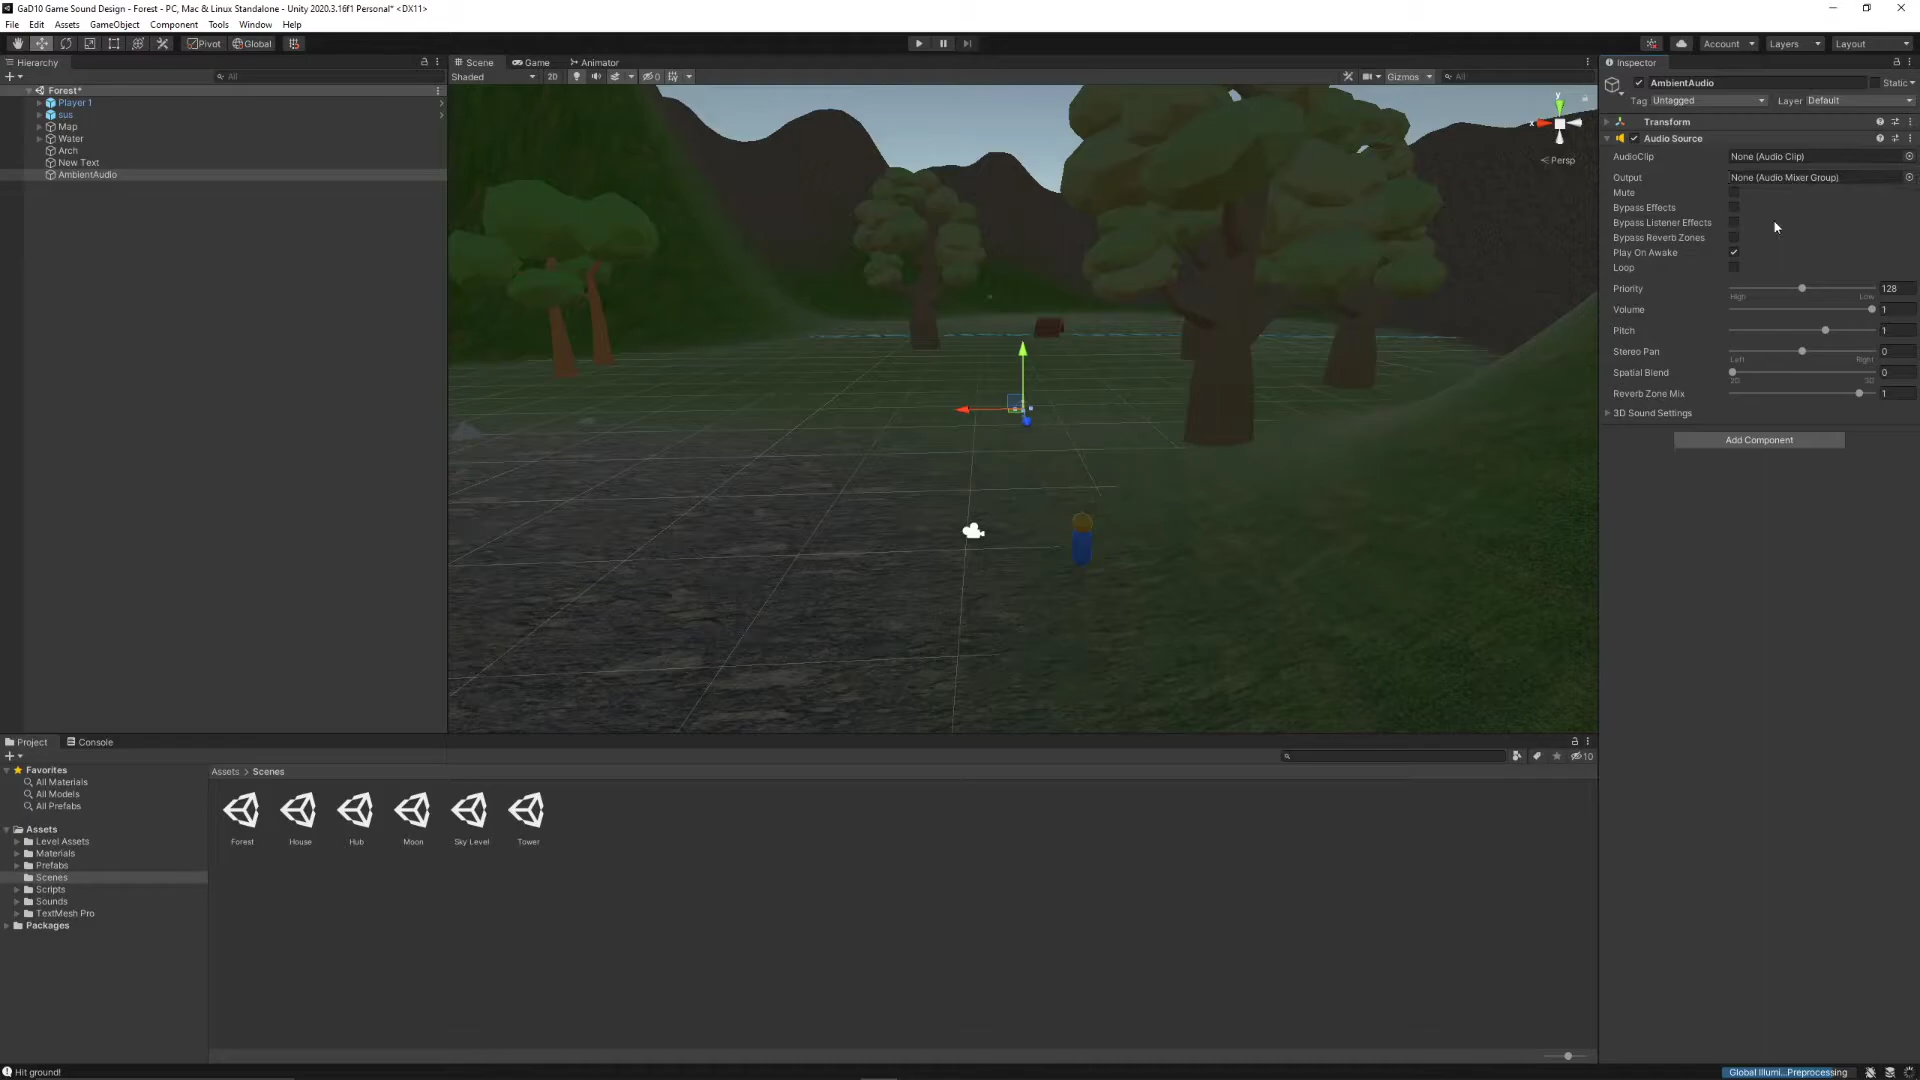 GaD10 Game Sound Design - Forest - PC, Mac & Linux Standalone - Unity 2020.3.16f1 Personal* <DX11>
File Edit Assets GameObject Component Tools Window Help
Pivot Global Account Layers Layout
Hierarchy
All
Forest*
Player 1
sus
Map
Water
Arch
New Text
AmbientAudio
Scene Game Animator
Shaded 2D 0 Gizmos All
y
x
Persp
Inspector
AmbientAudio Static
Tag Untagged Layer Default
Transform
Audio Source
AudioClip None (Audio Clip)
Output None (Audio Mixer Group)
Mute
Bypass Effects
Bypass Listener Effects
Bypass Reverb Zones
Play On Awake
Loop
Priority 128
High Low
Volume 1
Pitch 1
Stereo Pan 0
Left Right
Spatial Blend 0
2D 3D
Reverb Zone Mix 1
3D Sound Settings
Add Component
Project Console
10
Favorites
All Materials
All Models
All Prefabs
Assets
Level Assets
Materials
Prefabs
Scenes
Scripts
Sounds
TextMesh Pro
Packages
Assets > Scenes
Forest House Hub Moon Sky Level Tower
Hit ground!
Global Illumi...Preprocessing